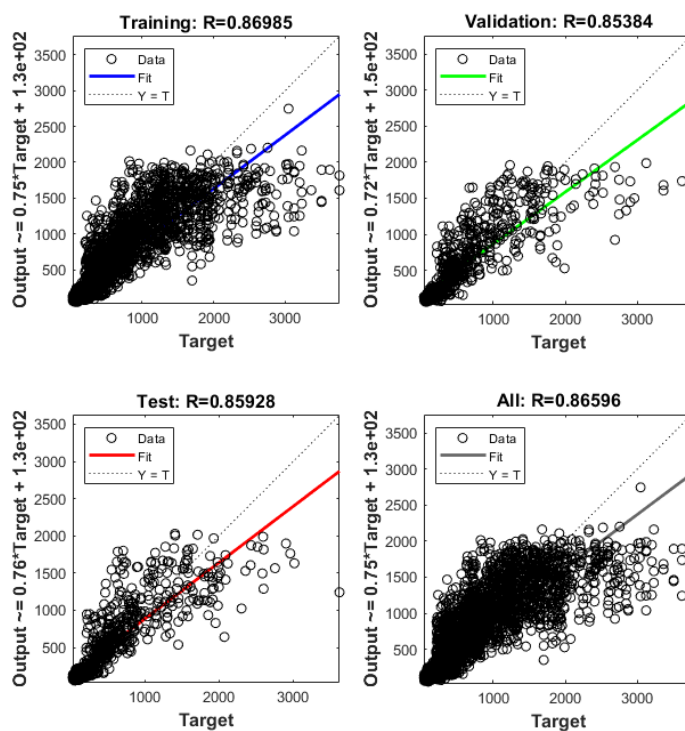 Training: R=0.86985
Output ~= 0.75*Target + 1.3e+02
3500
3000
2500
2000
1500
1000
500
Data
Fit
Y = T
1000 2000 3000
Target
Validation: R=0.85384
Output ~= 0.72*Target + 1.5e+02
3500
3000
2500
2000
1500
1000
500
Data
Fit
Y = T
1000 2000 3000
Target
Test: R=0.85928
Output ~= 0.76*Target + 1.3e+02
3500
3000
2500
2000
1500
1000
500
Data
Fit
Y = T
1000 2000 3000
Target
All: R=0.86596
Output ~= 0.75*Target + 1.3e+02
3500
3000
2500
2000
1500
1000
500
Data
Fit
Y = T
1000 2000 3000
Target